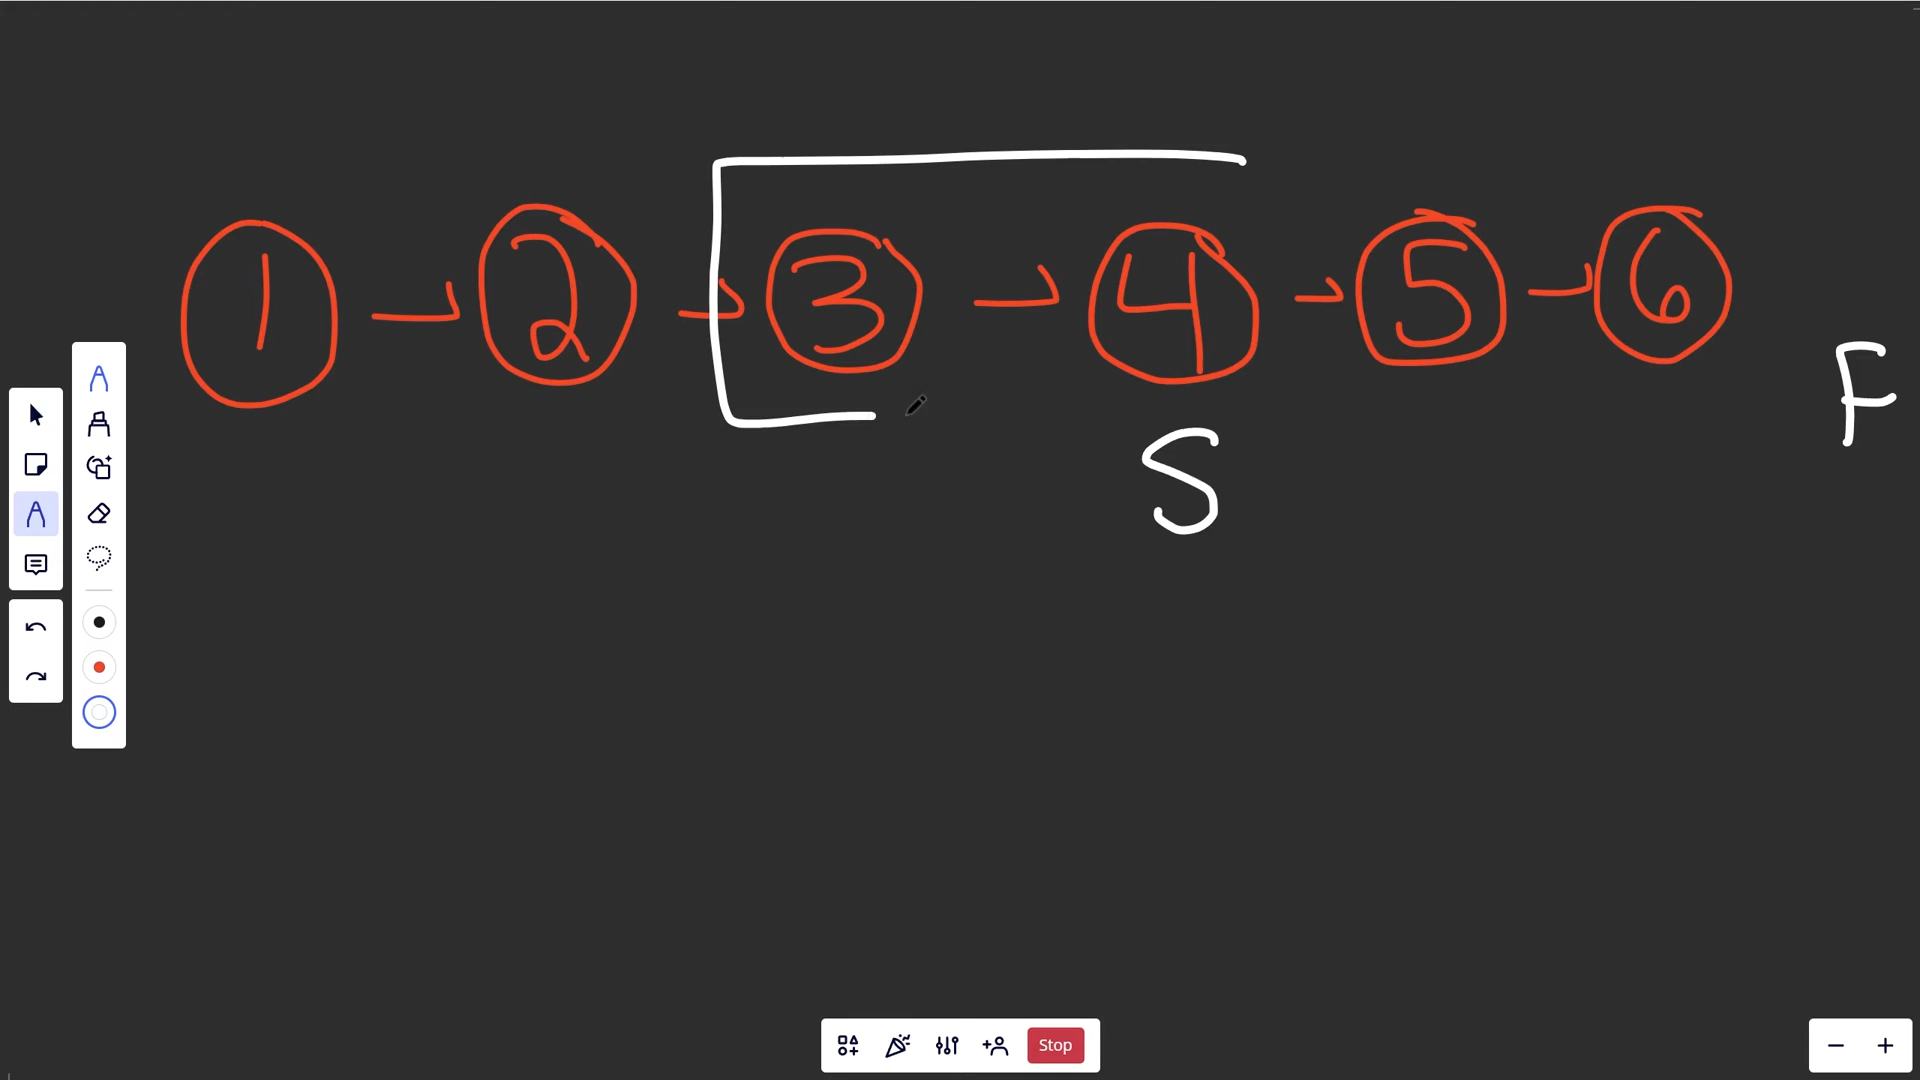 1 → 2 → 3 → 4 → 5 → 6
F
S
Stop